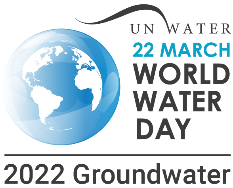 UN WATER
22 MARCH
WORLD
WATER
DAY
2022 Groundwater